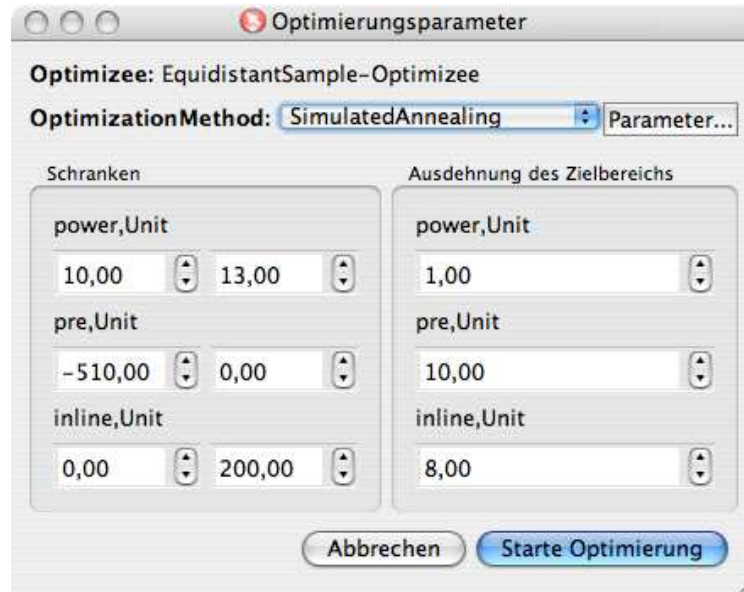 Optimierungsparameter
Optimizee: EquidistantSample-Optimizee
OptimizationMethod: SimulatedAnnealing Parameter...
Schranken
power,Unit
10,00 13,00
pre,Unit
-510,00 0,00
inline,Unit
0,00 200,00
Ausdehnung des Zielbereichs
power,Unit
1,00
pre,Unit
10,00
inline,Unit
8,00
Abbrechen Starte Optimierung